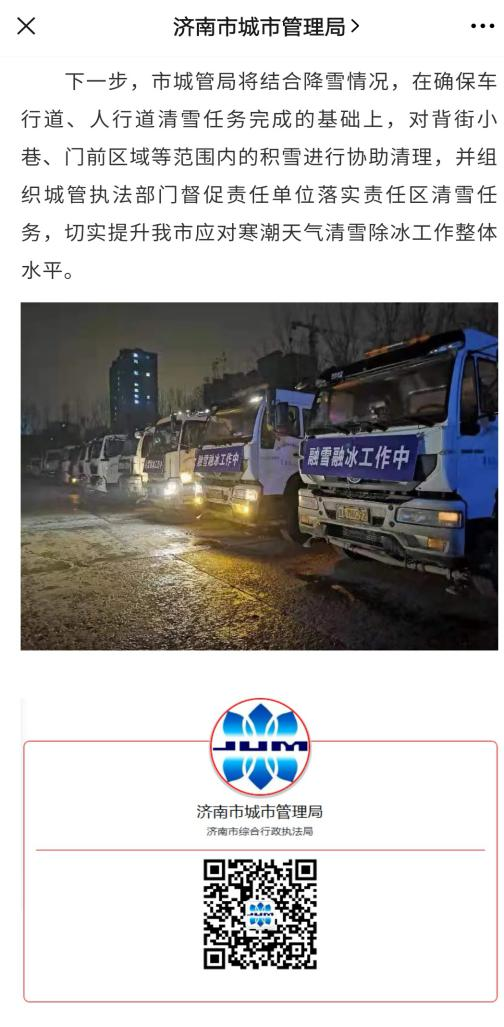 济南市城市管理局
下一步，市城管局将结合降雪情况，在确保车
行道、人行道清雪任务完成的基础上，对背街小
巷、门前区域等范围内的积雪进行协助清理，并组
织城管执法部门督促责任单位落实责任区清雪任
务，切实提升我市应对寒潮天气清雪除冰工作整体
水平。
融雪融冰工作中
融雪融冰工作中
JUM
济南市城市管理局
济南市综合行政执法局
JUM